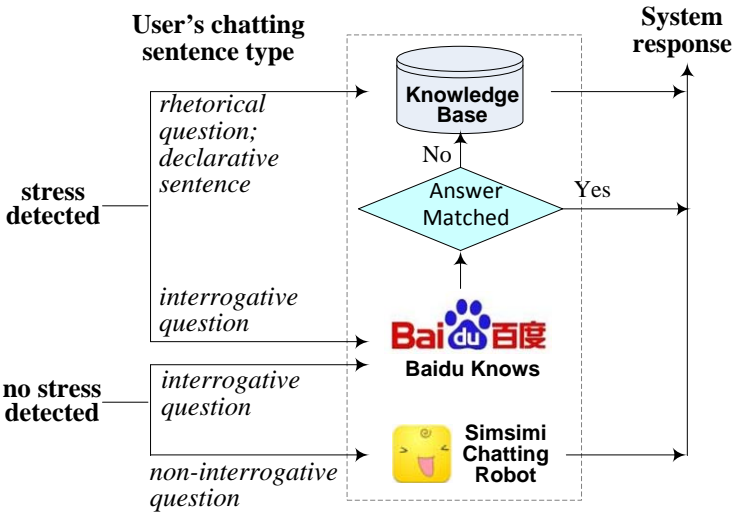 User's chatting
sentence type
System
response
rhetorical
question;
declarative
sentence
Knowledge
Base
No
stress
detected
Answer
Matched
Yes
interrogative
question
Bai du 百度
Baidu Knows
no stress
detected
interrogative
question
Simsimi
Chatting
Robot
non-interrogative
question